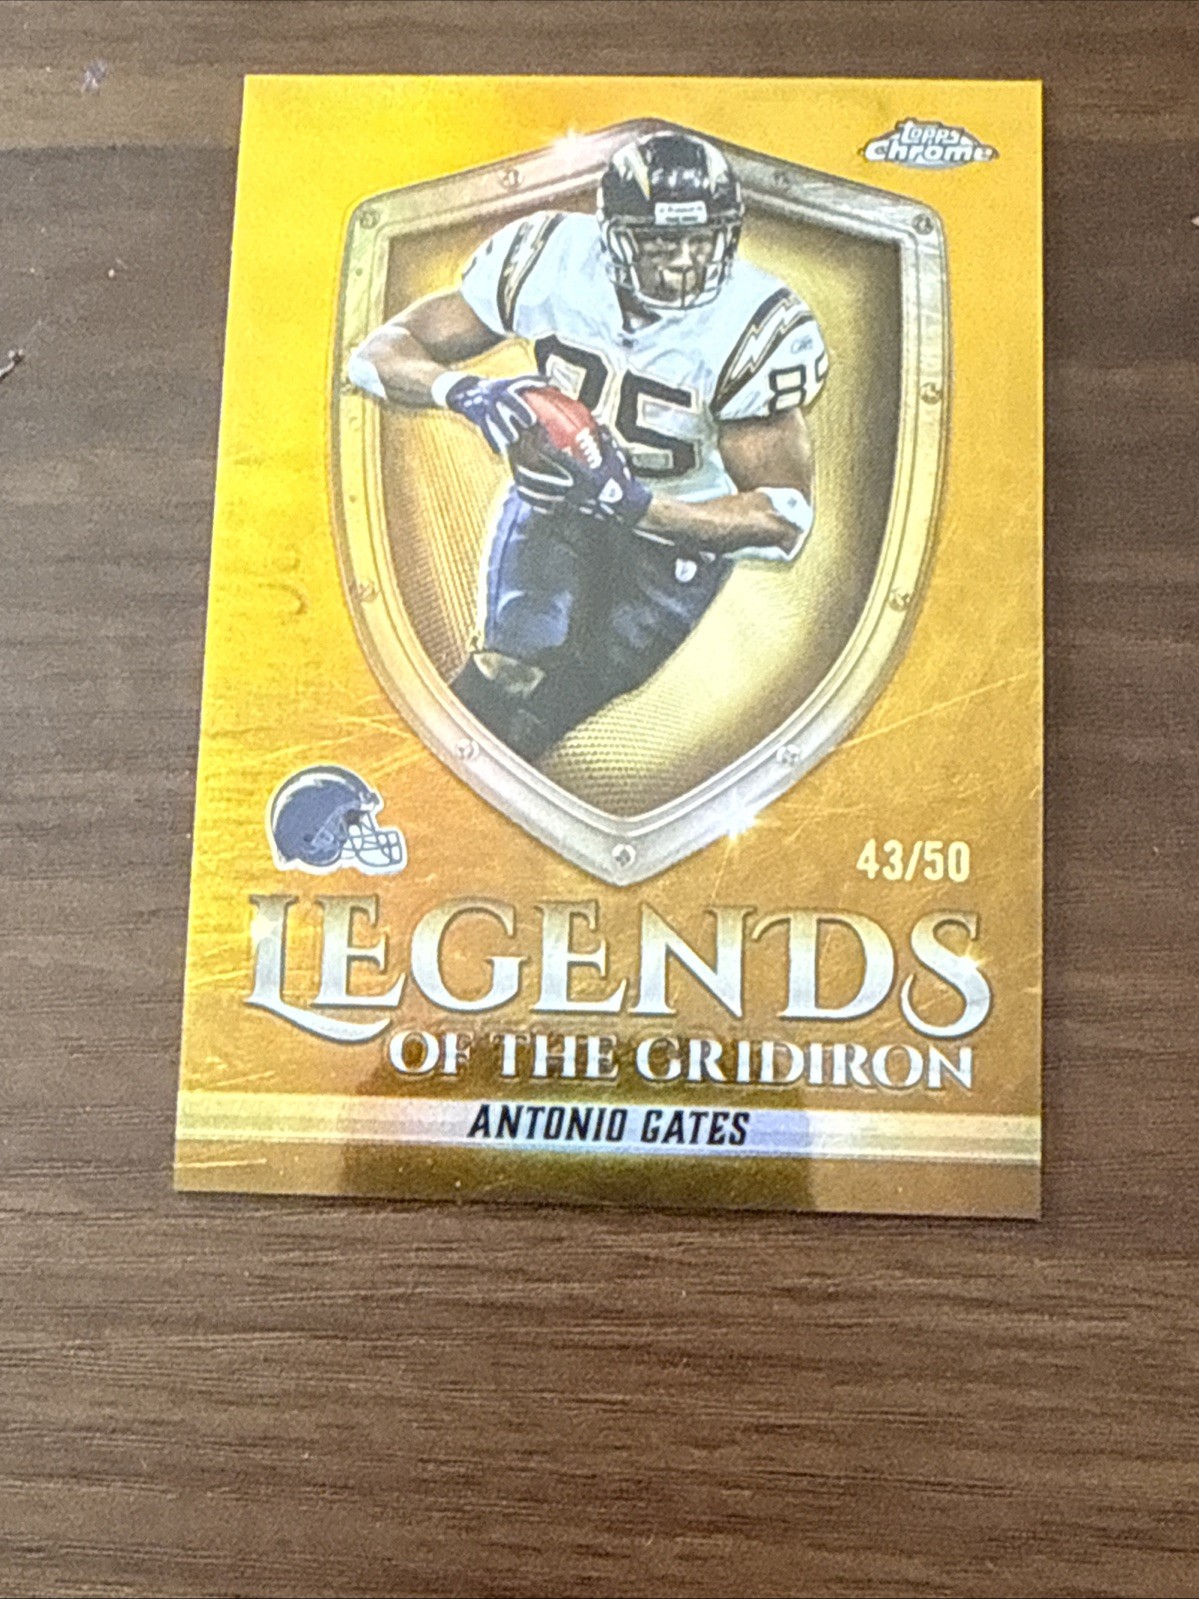 Topps
Chrome
85
85
43/50
LEGENDS
OF THE GRIDIRON
ANTONIO GATES